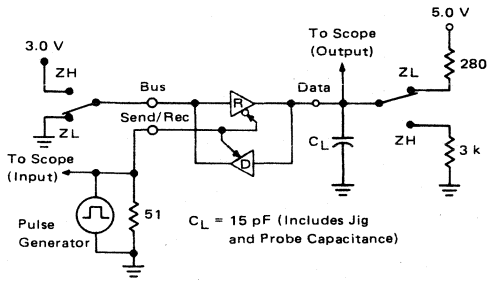 3.0 V
ZH
ZL
Bus
Send/Rec
R
D
Data
To Scope
(Output)
5.0 V
280
ZL
ZH
3 k
CL
To Scope
(Input)
Pulse
Generator
51
CL = 15 pF (Includes Jig
and Probe Capacitance)